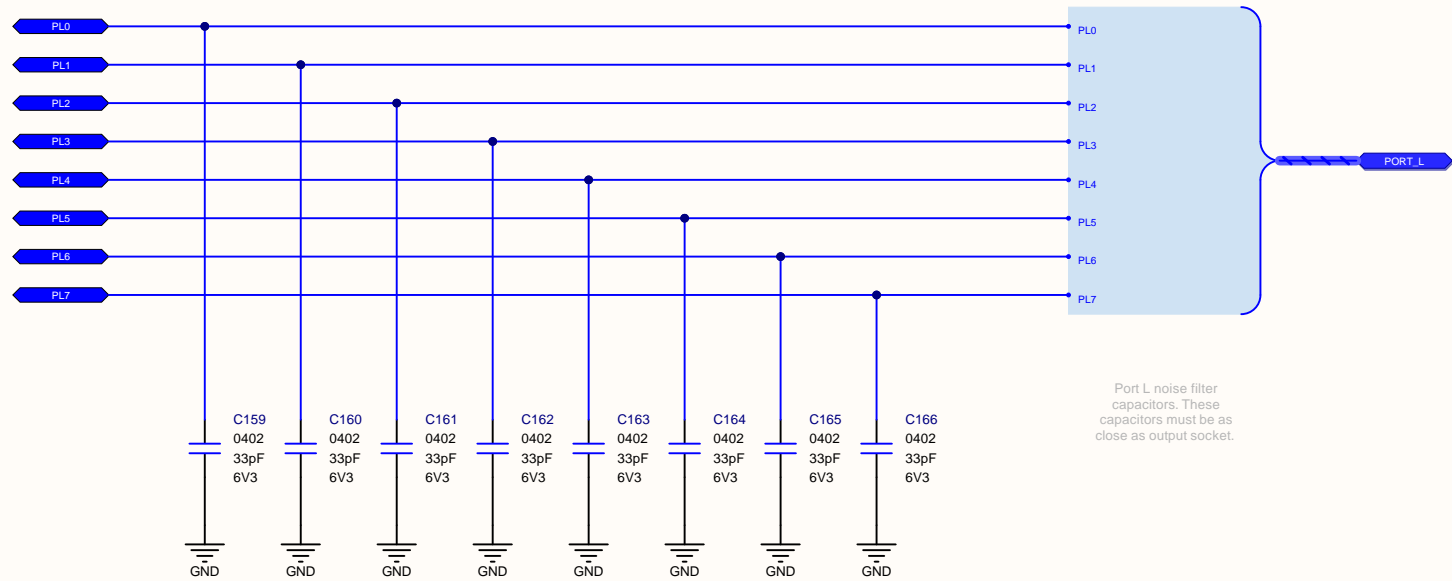 PL0
PL1
PL2
PL3
PL4
PL5
PL6
PL7
PL0
PL1
PL2
PL3
PL4
PL5
PL6
PL7
PORT_L
Port L noise filter
capacitors. These
capacitors must be as
close as output socket.
C159
0402
33pF
6V3
C160
0402
33pF
6V3
C161
0402
33pF
6V3
C162
0402
33pF
6V3
C163
0402
33pF
6V3
C164
0402
33pF
6V3
C165
0402
33pF
6V3
C166
0402
33pF
6V3
GND
GND
GND
GND
GND
GND
GND
GND